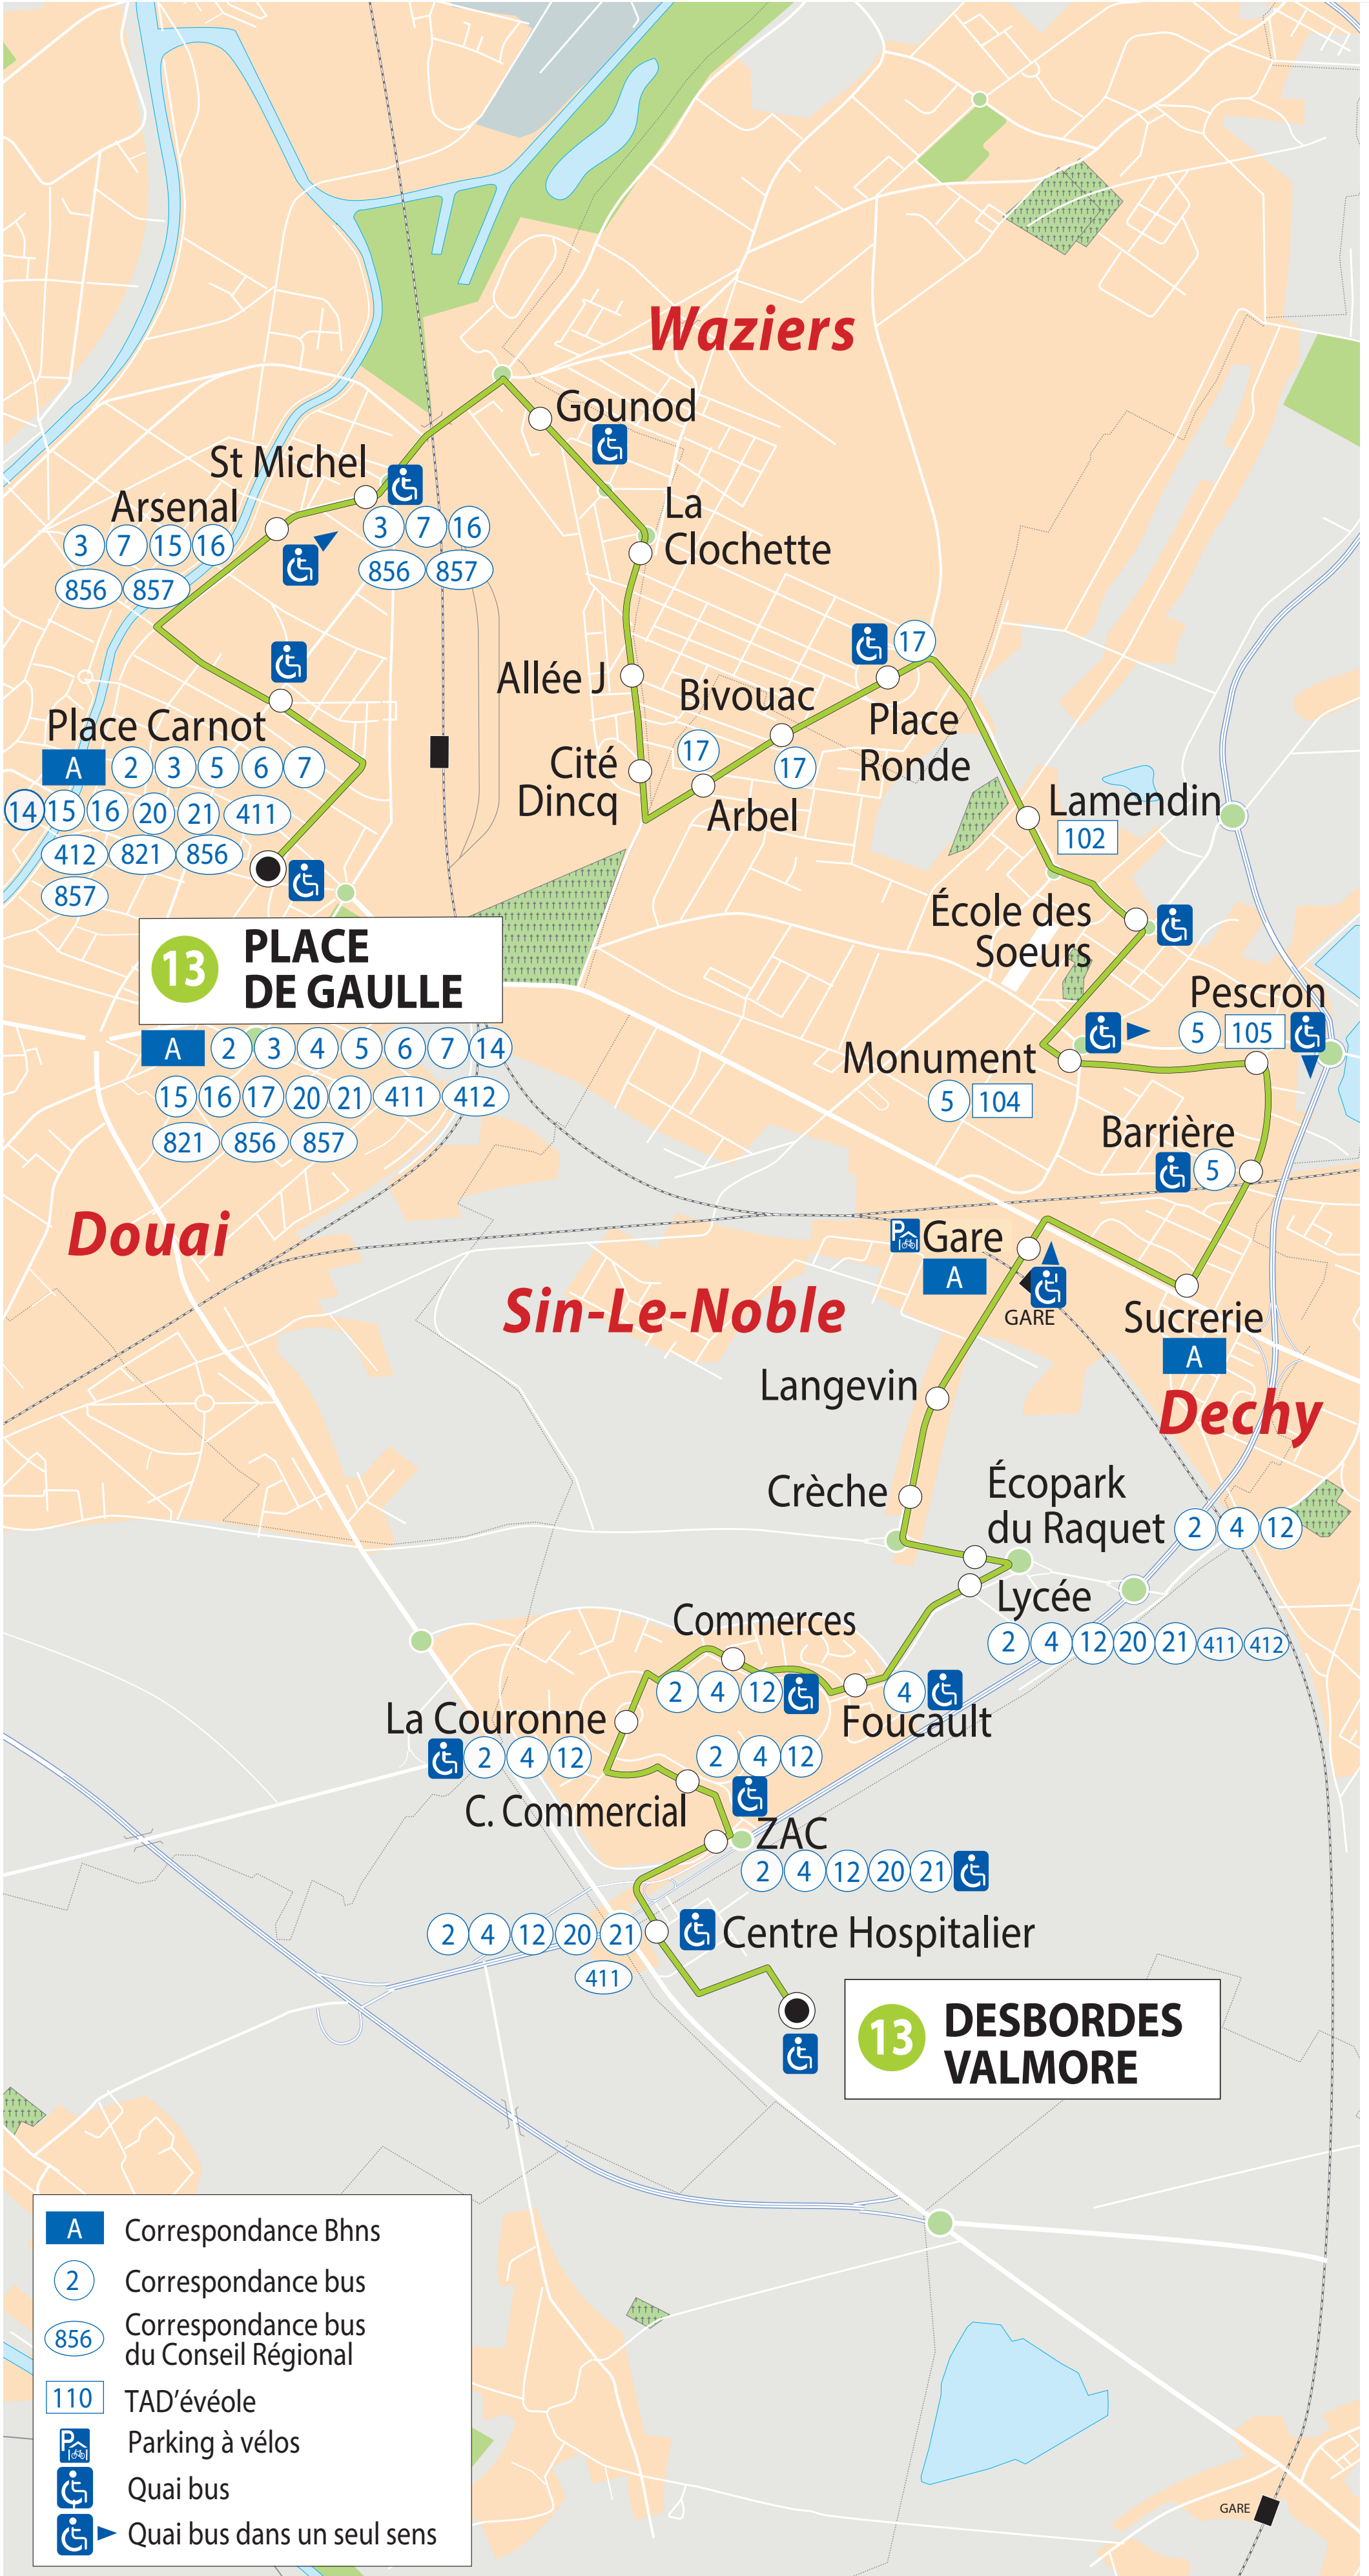 Waziers
Gounod
St Michel
3 7 16
856 857
Arsenal
3 7 15 16
856 857
La
Clochette
Allée J
Place Carnot
A 2 3 5 6 7
14 15 16 20 21 411
412 821 856
857
Cité
Dincq
17
Arbel
Bivouac
17
17
Place
Ronde
Lamendin
102
École des
Soeurs
13 PLACE
DE GAULLE
A 2 3 4 5 6 7 14
15 16 17 20 21 411 412
821 856 857
Pescron
5 105
Monument
5 104
Barrière
5
Douai
Gare
A
GARE
Sin-Le-Noble
Sucrerie
A
Dechy
Langevin
Crèche
Écopark
du Raquet 2 4 12
Lycée
2 4 12 20 21 411 412
Commerces
2 4 12
4
Foucault
La Couronne
2 4 12
2 4 12
C. Commercial
ZAC
2 4 12 20 21
2 4 12 20 21
411
Centre Hospitalier
13 DESBORDES
VALMORE
A Correspondance Bhns
2 Correspondance bus
856 Correspondance bus
du Conseil Régional
110 TAD'évéole
P Parking à vélos
Quai bus
Quai bus dans un seul sens
GARE